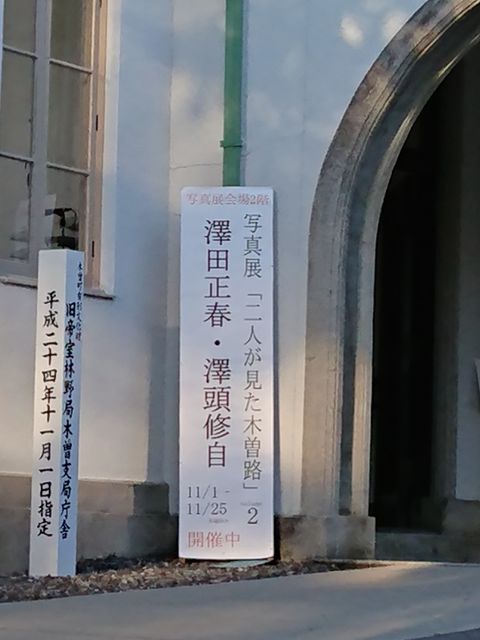 写真展会場2階
写真展「二人が見た木曽路」
2
澤田正春・澤頭修自
11/1 -
11/25
開催中
木曽町有形文化財
旧帝室林野局木曽支局庁舎
平成二十四年十一月一日指定